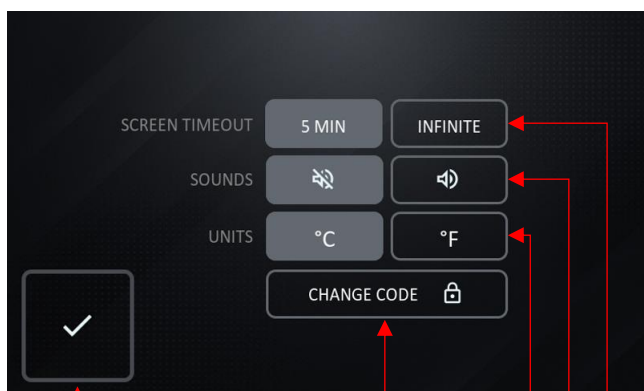 SCREEN TIMEOUT 5 MIN INFINITE
SOUNDS
UNITS °C °F
CHANGE CODE